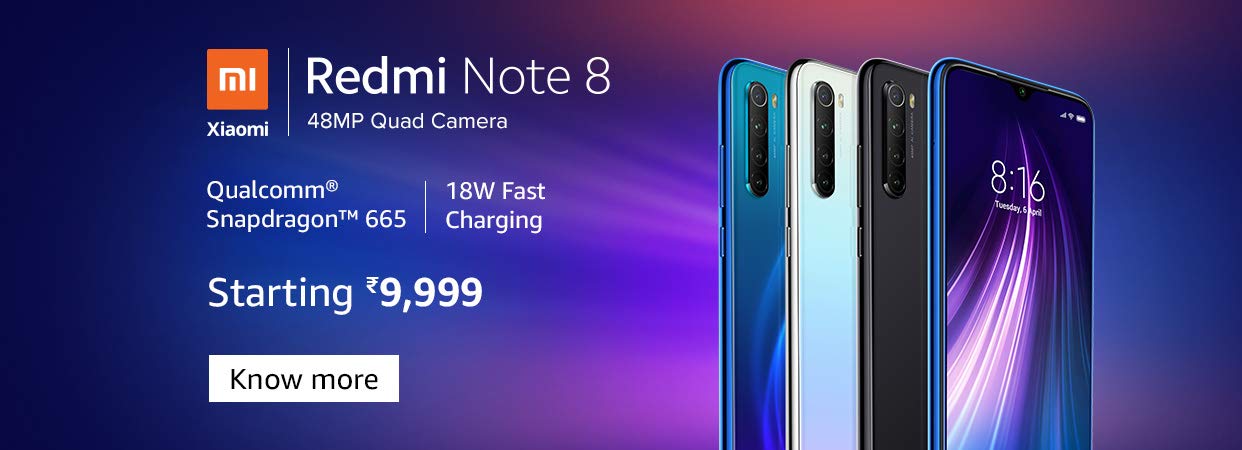 mi
Xiaomi
Redmi Note 8
48MP Quad Camera
Qualcomm®
Snapdragon™ 665
18W Fast
Charging
Starting ₹9,999
Know more
8:16
Tuesday, 6 April